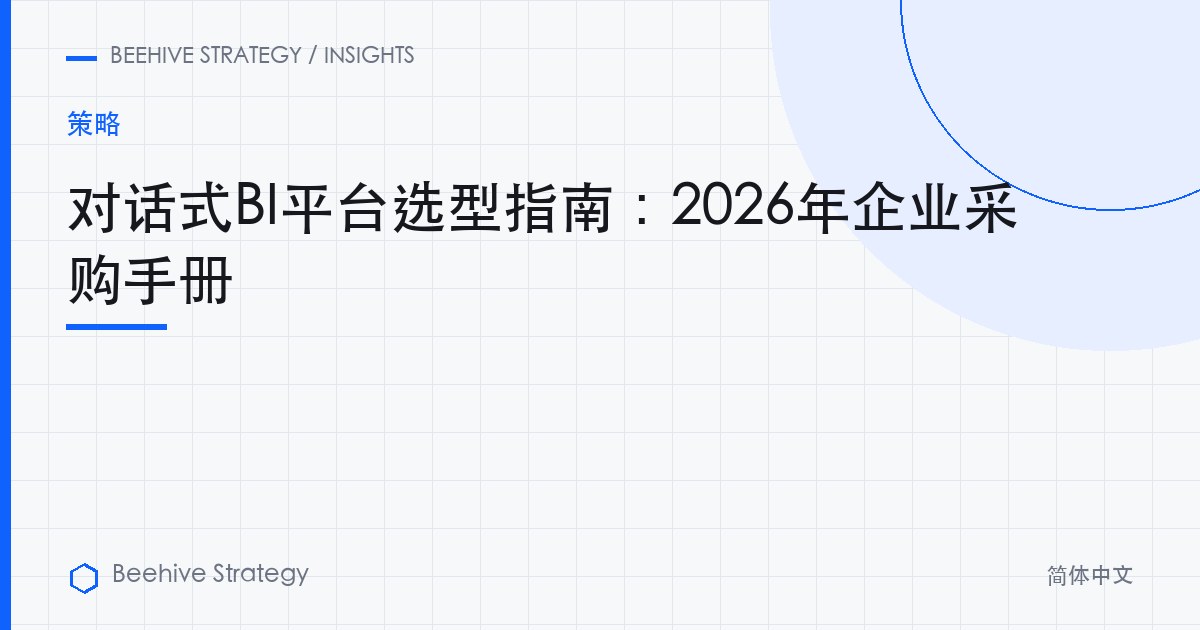 BEEHIVE STRATEGY / INSIGHTS
策略
对话式BI平台选型指南：2026年企业采
购手册
Beehive Strategy
简体中文